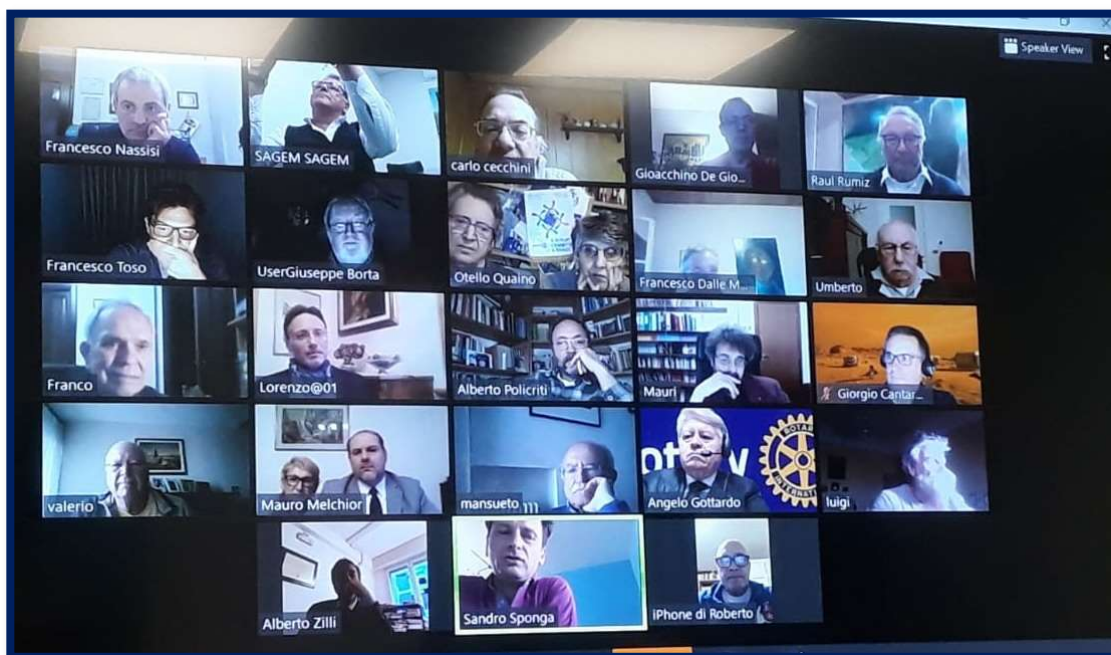 Speaker View
Francesco Nassisi
SAGEM SAGEM
carlo cecchini
Gioacchino De Gio...
Raul Rumiz
Francesco Toso
UserGiuseppe Borta
Otello Quaino
Francesco Dalle M...
Umberto
Franco
Lorenzo@01
Alberto Policriti
Mauri
Giorgio Cantar...
valerio
Mauro Melchior
mansueto
Angelo Gottardo
luigi
ROTARY
INTERNATI
Alberto Zilli
Sandro Sponga
iPhone di Roberto